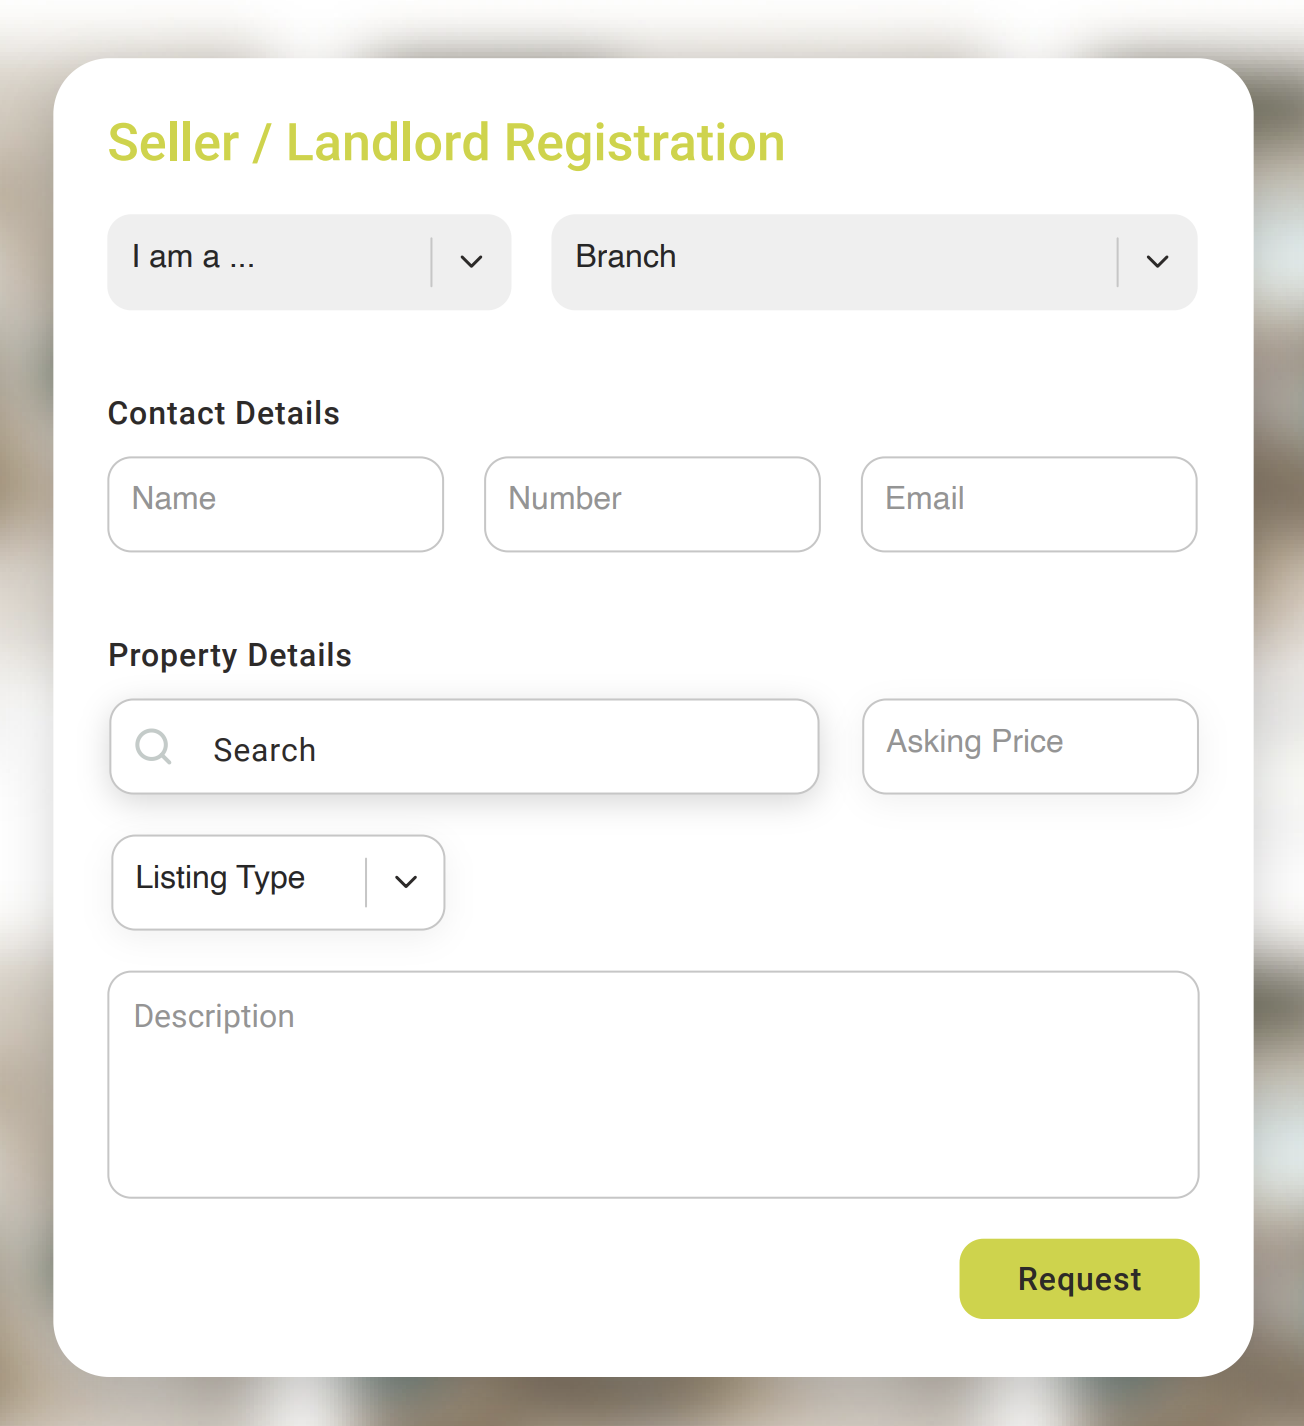 Seller / Landlord Registration
I am a ...
Branch
Contact Details
Name
Number
Email
Property Details
Search
Asking Price
Listing Type
Description
Request